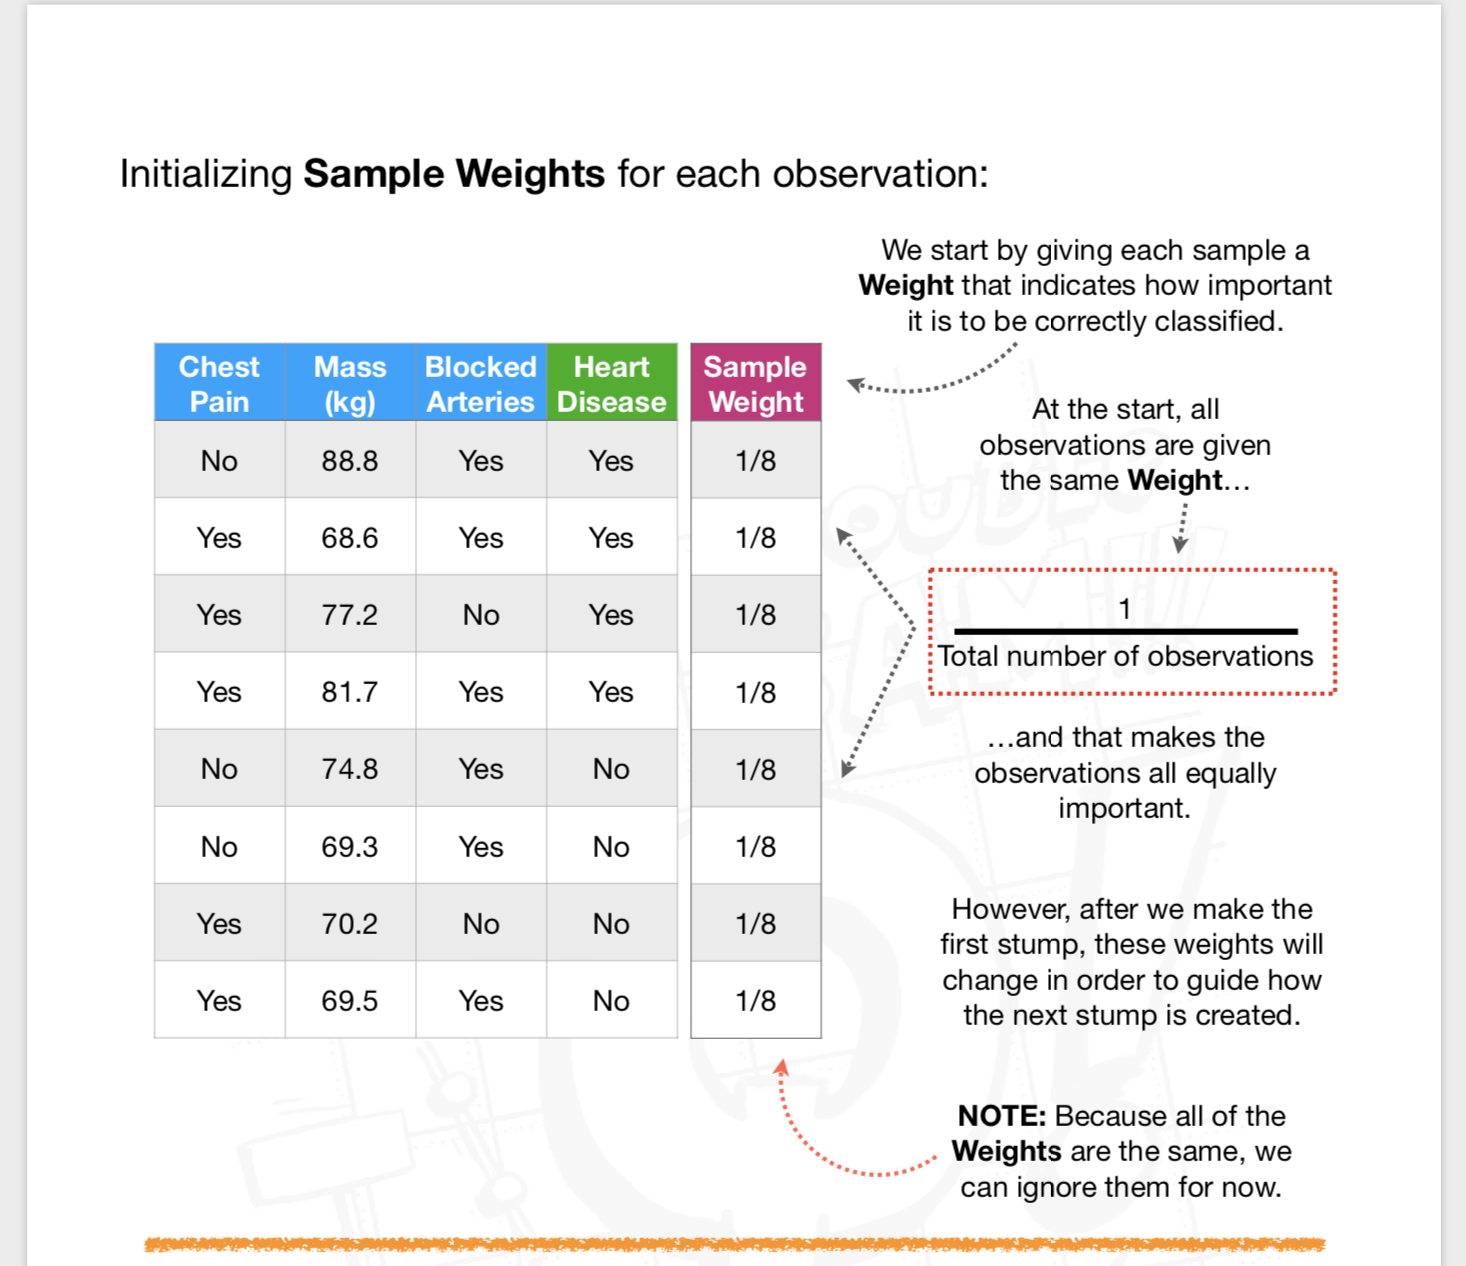 Initializing Sample Weights for each observation:
We start by giving each sample a
Weight that indicates how important
it is to be correctly classified.
Chest Pain Mass (kg) Blocked Arteries Heart Disease Sample Weight
No 88.8 Yes Yes 1/8
Yes 68.6 Yes Yes 1/8
Yes 77.2 No Yes 1/8
Yes 81.7 Yes Yes 1/8
No 74.8 Yes No 1/8
No 69.3 Yes No 1/8
Yes 70.2 No No 1/8
Yes 69.5 Yes No 1/8
At the start, all
observations are given
the same Weight…
1
Total number of observations
…and that makes the
observations all equally
important.
However, after we make the
first stump, these weights will
change in order to guide how
the next stump is created.
NOTE: Because all of the
Weights are the same, we
can ignore them for now.